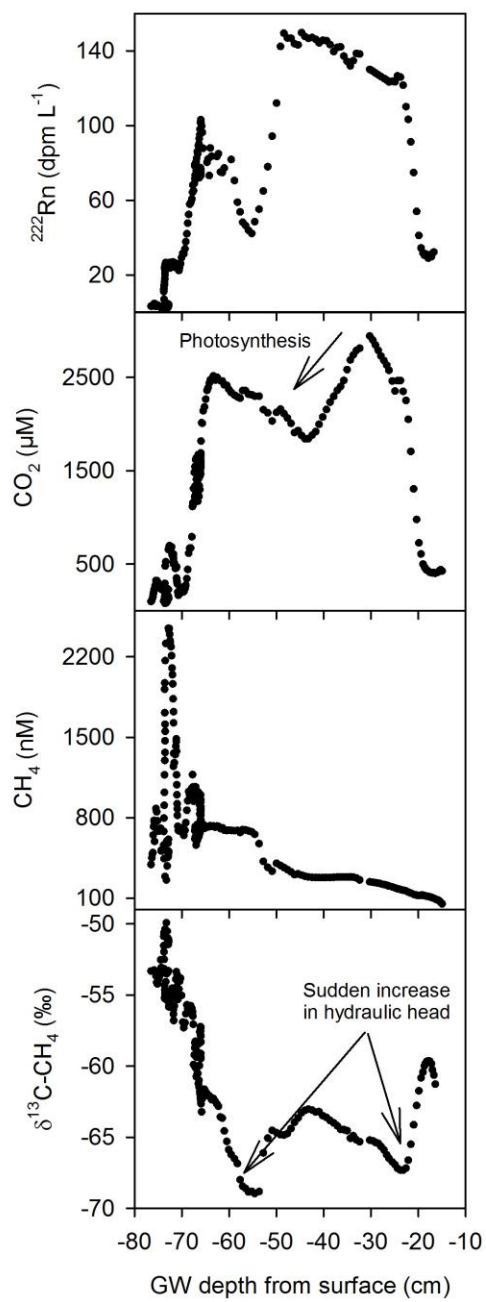 140
100
60
20
²²²Rn (dpm L⁻¹)
Photosynthesis
2500
1500
500
CO₂ (µM)
2200
1500
800
100
CH₄ (nM)
-50
-55
-60
-65
-70
δ¹³C-CH₄ (‰)
Sudden increase
in hydraulic head
-80 -70 -60 -50 -40 -30 -20 -10
GW depth from surface (cm)